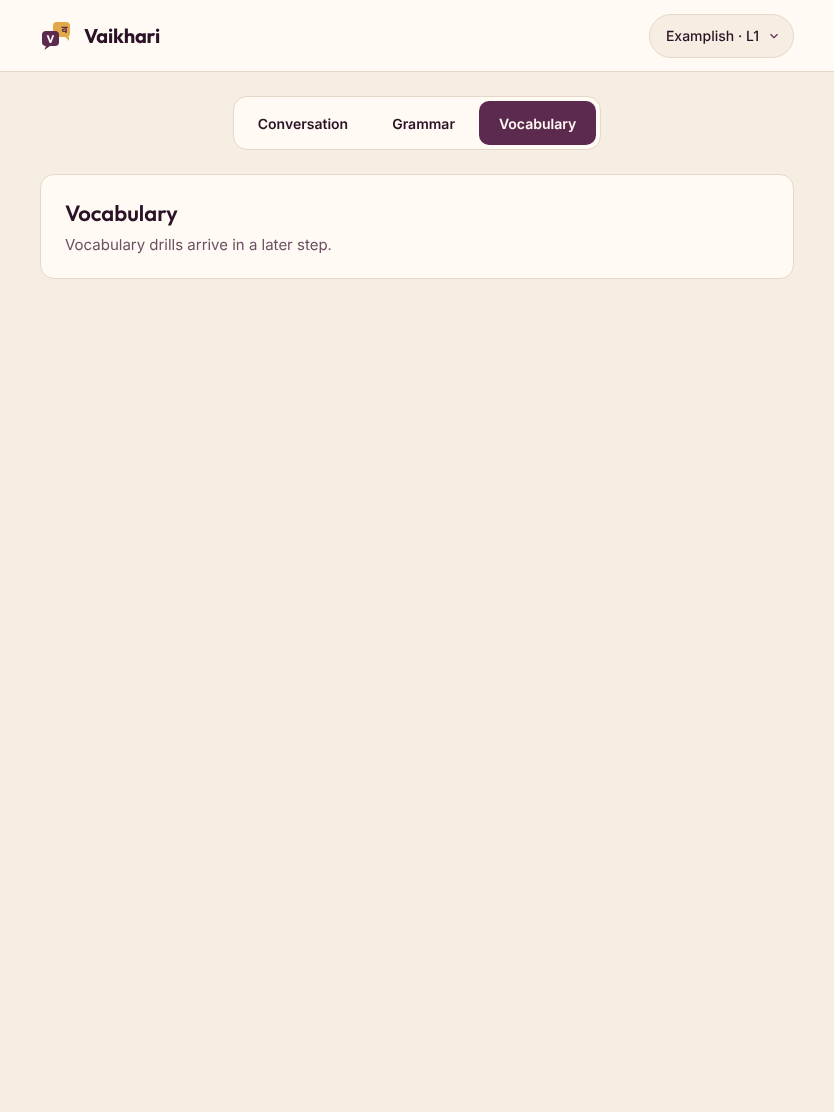 V व Vaikhari
Examplish · L1
Conversation Grammar Vocabulary
Vocabulary
Vocabulary drills arrive in a later step.